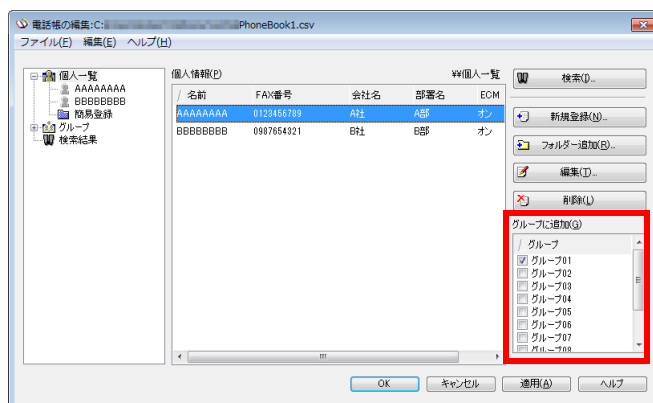 電話帳の編集:C: PhoneBook1.csv
ファイル(F) 編集(E) ヘルプ(H)
個人一覧
AAAAAAAA
BBBBBBBB
簡易登録
グループ
検索結果
個人情報(P) ¥¥個人一覧
/ 名前 FAX番号 会社名 部署名 ECM
AAAAAAAA 0123456789 A社 A部 オン
BBBBBBBB 0987654321 B社 B部 オン
検索(I)...
新規登録(N)...
フォルダー追加(R)...
編集(T)...
削除(L)
グループに追加(G)
/ グループ
グループ01
グループ02
グループ03
グループ04
グループ05
グループ06
グループ07
グループ08
OK キャンセル 適用(A) ヘルプ